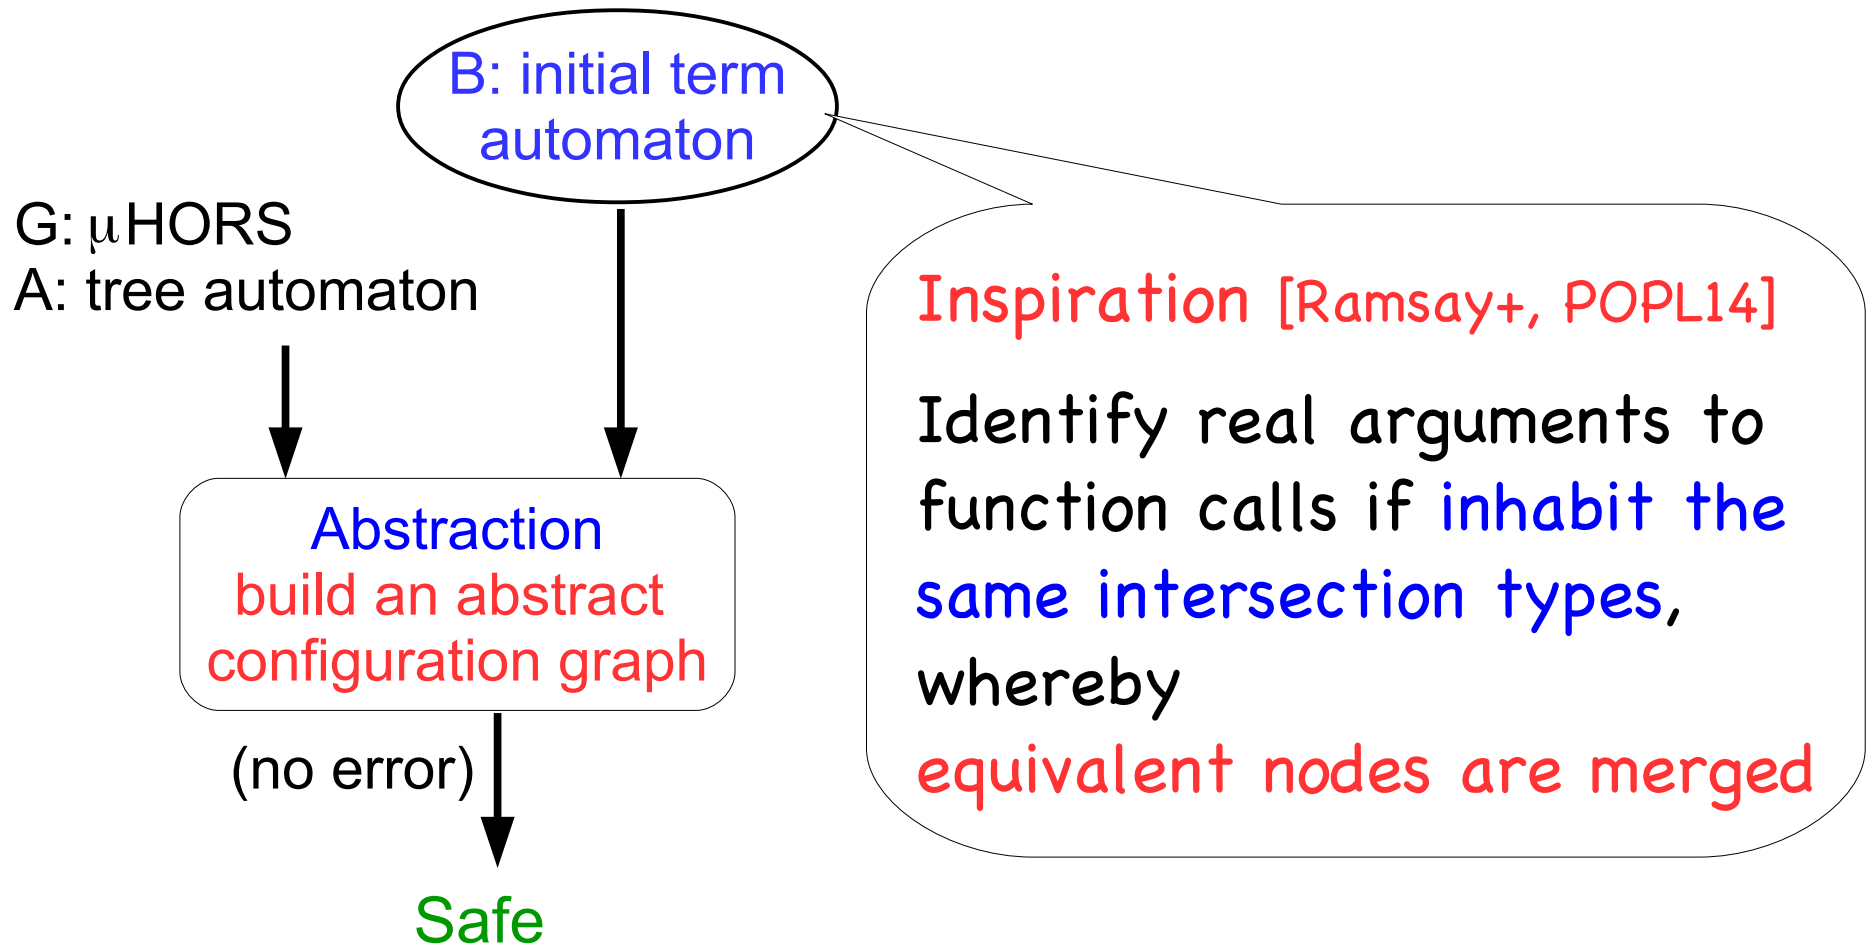 B: initial term
automaton
G: μHORS
A: tree automaton
Abstraction
build an abstract
configuration graph
(no error)
Safe
Inspiration [Ramsay+, POPL14]
Identify real arguments to
function calls if inhabit the
same intersection types,
whereby
equivalent nodes are merged